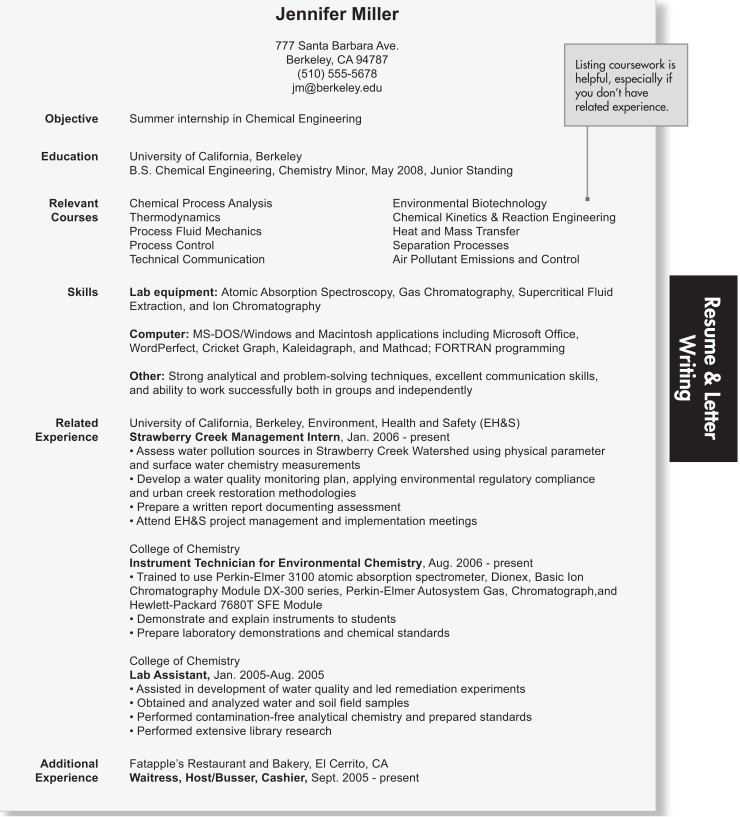 Jennifer Miller
777 Santa Barbara Ave.
Berkeley, CA 94787
(510) 555-5678
jm@berkeley.edu
Listing coursework is
helpful, especially if
you don't have
related experience.
Objective Summer internship in Chemical Engineering
Education University of California, Berkeley
B.S. Chemical Engineering, Chemistry Minor, May 2008, Junior Standing
Relevant Chemical Process Analysis Environmental Biotechnology
Courses Thermodynamics Chemical Kinetics & Reaction Engineering
Process Fluid Mechanics Heat and Mass Transfer
Process Control Separation Processes
Technical Communication Air Pollutant Emissions and Control
Skills Lab equipment: Atomic Absorption Spectroscopy, Gas Chromatography, Supercritical Fluid
Extraction, and Ion Chromatography
Computer: MS-DOS/Windows and Macintosh applications including Microsoft Office,
WordPerfect, Cricket Graph, Kaleidagraph, and Mathcad; FORTRAN programming
Other: Strong analytical and problem-solving techniques, excellent communication skills,
and ability to work successfully both in groups and independently
Related University of California, Berkeley, Environment, Health and Safety (EH&S)
Experience Strawberry Creek Management Intern, Jan. 2006 - present
• Assess water pollution sources in Strawberry Creek Watershed using physical parameter
and surface water chemistry measurements
• Develop a water quality monitoring plan, applying environmental regulatory compliance
and urban creek restoration methodologies
• Prepare a written report documenting assessment
• Attend EH&S project management and implementation meetings
College of Chemistry
Instrument Technician for Environmental Chemistry, Aug. 2006 - present
• Trained to use Perkin-Elmer 3100 atomic absorption spectrometer, Dionex, Basic Ion
Chromatography Module DX-300 series, Perkin-Elmer Autosystem Gas, Chromatograph,and
Hewlett-Packard 7680T SFE Module
• Demonstrate and explain instruments to students
• Prepare laboratory demonstrations and chemical standards
College of Chemistry
Lab Assistant, Jan. 2005-Aug. 2005
• Assisted in development of water quality and led remediation experiments
• Obtained and analyzed water and soil field samples
• Performed contamination-free analytical chemistry and prepared standards
• Performed extensive library research
Additional Fatapple's Restaurant and Bakery, El Cerrito, CA
Experience Waitress, Host/Busser, Cashier, Sept. 2005 - present
Resume & Letter
Writing